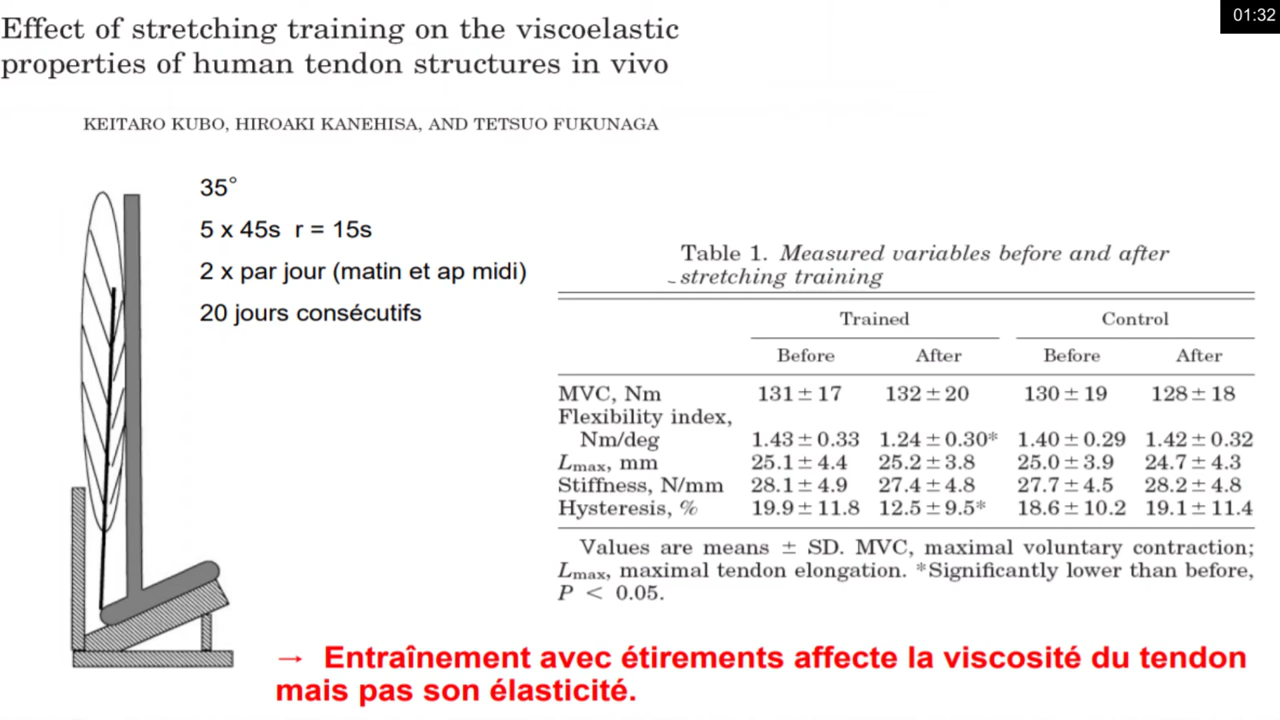 Effect of stretching training on the viscoelastic
properties of human tendon structures in vivo
01:32
KEITARO KUBO, HIROAKI KANEHISA, AND TETSUO FUKUNAGA
35°
5 x 45s r = 15s
2 x par jour (matin et ap midi)
20 jours consécutifs
Table 1. Measured variables before and after
stretching training
Trained Control
Before After Before After
MVC, Nm 131 ± 17 132 ± 20 130 ± 19 128 ± 18
Flexibility index,
Nm/deg 1.43 ± 0.33 1.24 ± 0.30* 1.40 ± 0.29 1.42 ± 0.32
Lmax, mm 25.1 ± 4.4 25.2 ± 3.8 25.0 ± 3.9 24.7 ± 4.3
Stiffness, N/mm 28.1 ± 4.9 27.4 ± 4.8 27.7 ± 4.5 28.2 ± 4.8
Hysteresis, % 19.9 ± 11.8 12.5 ± 9.5* 18.6 ± 10.2 19.1 ± 11.4
Values are means ± SD. MVC, maximal voluntary contraction;
Lmax, maximal tendon elongation. *Significantly lower than before,
P < 0.05.
→ Entraînement avec étirements affecte la viscosité du tendon
mais pas son élasticité.